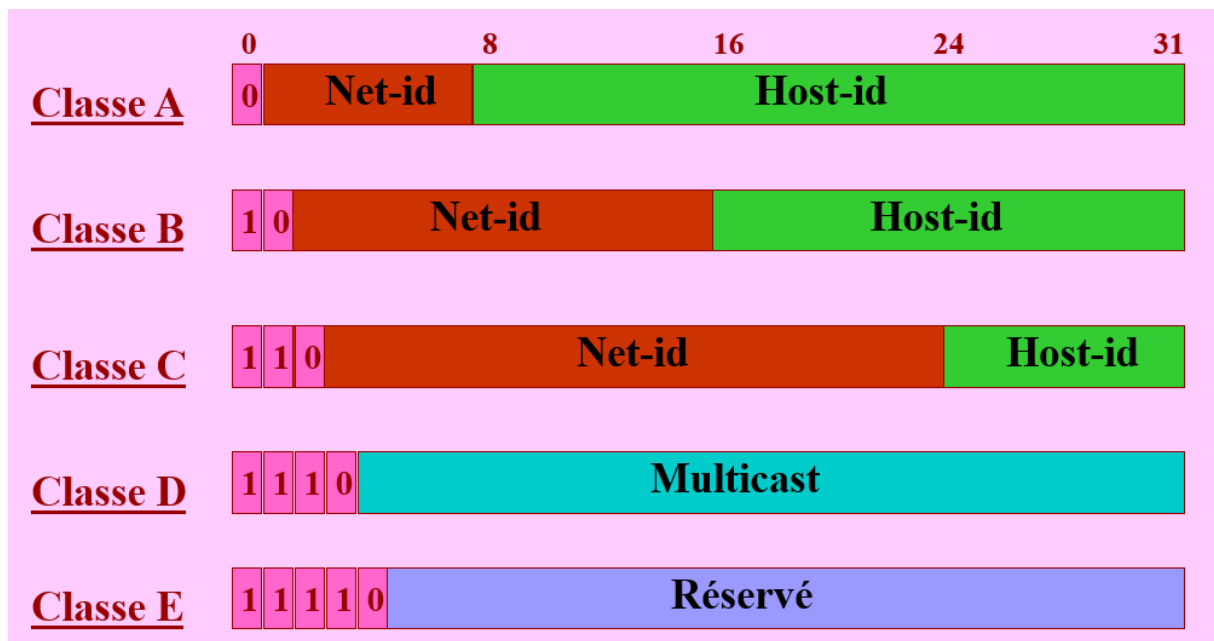 0 8 16 24 31
Classe A 0 Net-id Host-id
Classe B 1 0 Net-id Host-id
Classe C 1 1 0 Net-id Host-id
Classe D 1 1 1 0 Multicast
Classe E 1 1 1 1 0 Réservé